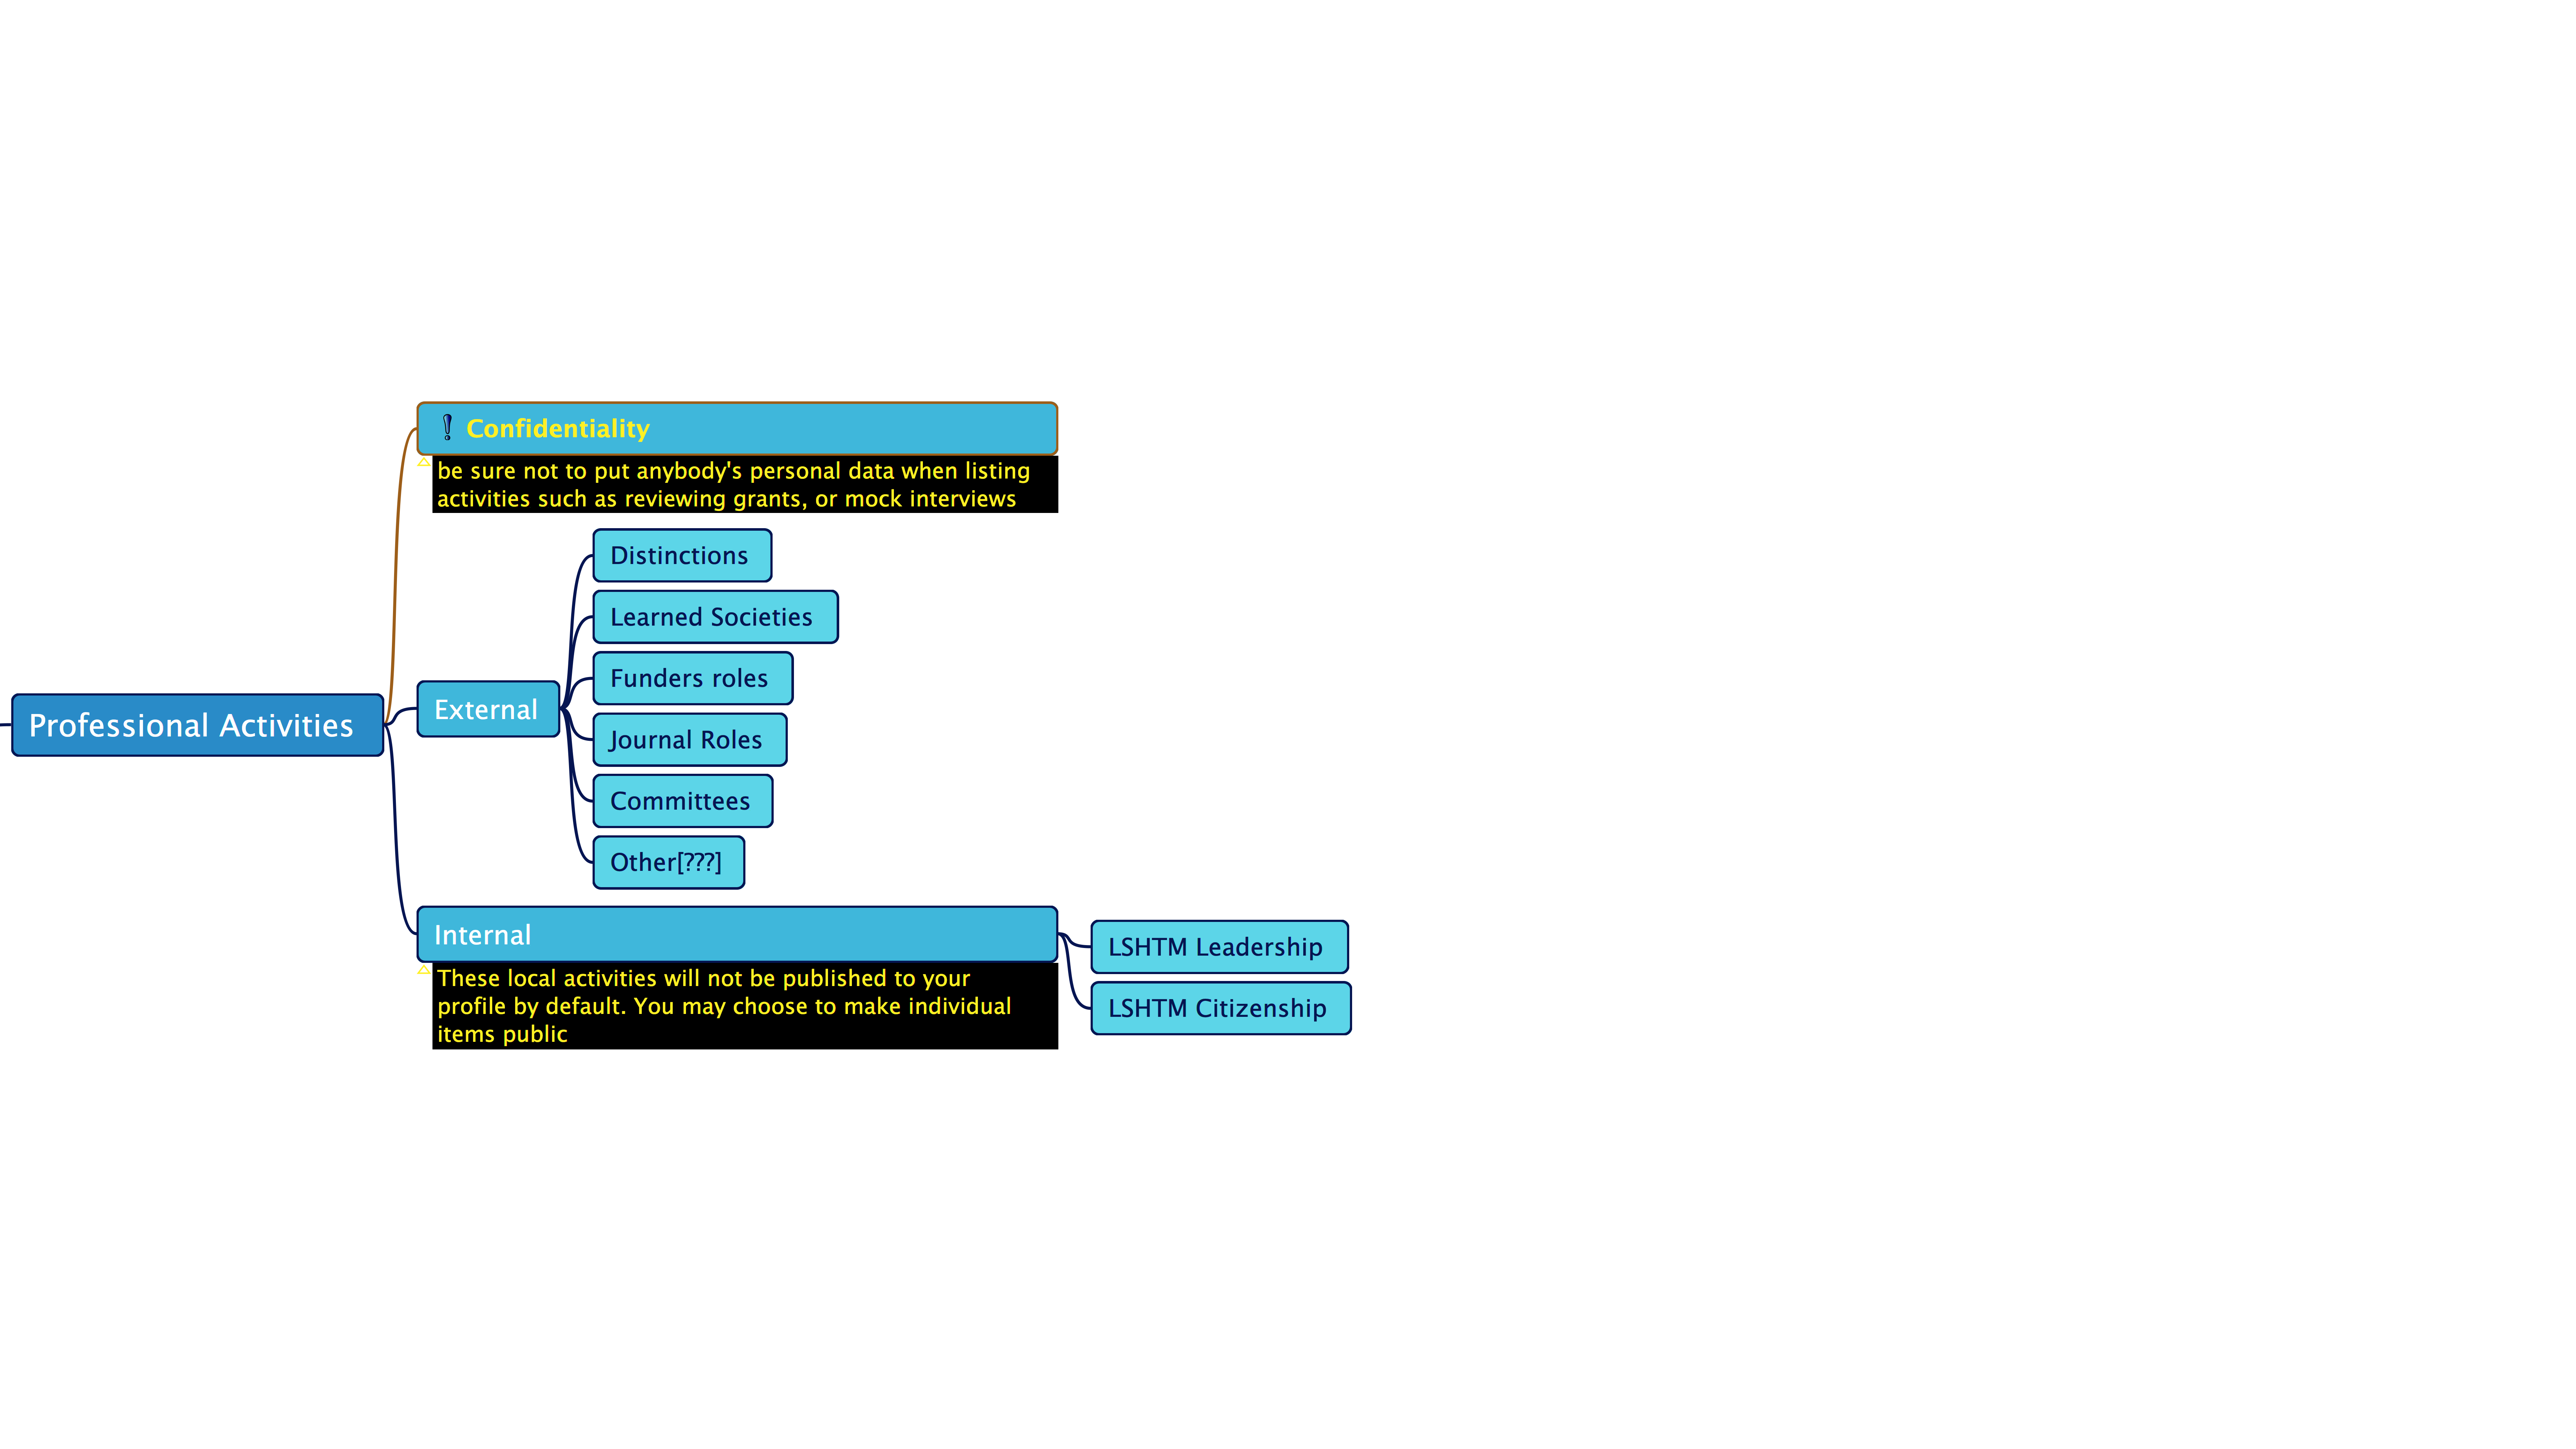 Professional Activities
! Confidentiality
be sure not to put anybody's personal data when listing
activities such as reviewing grants, or mock interviews
External
Distinctions
Learned Societies
Funders roles
Journal Roles
Committees
Other[???]
Internal
These local activities will not be published to your
profile by default. You may choose to make individual
items public
LSHTM Leadership
LSHTM Citizenship